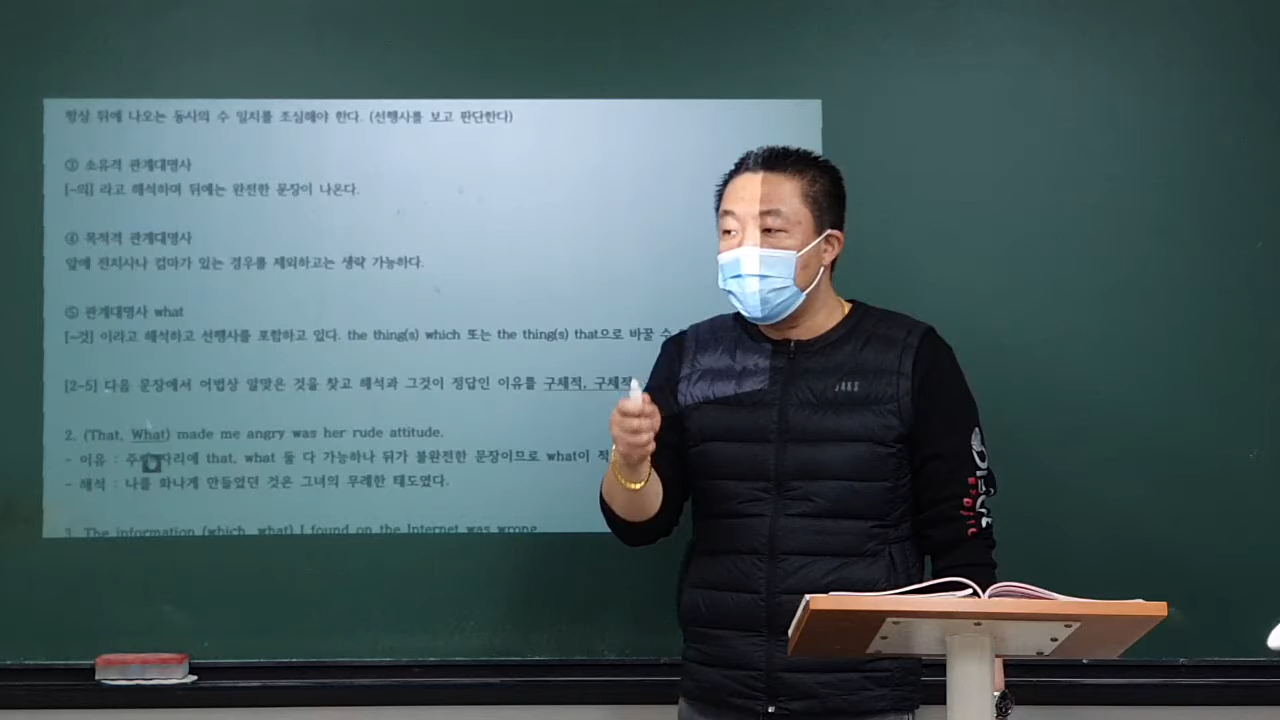 항상 뒤에 나오는 동사의 수 일치를 조심해야 한다. (선행사를 보고 판단한다)
③ 소유격 관계대명사
[~의] 라고 해석하며 뒤에는 완전한 문장이 나온다.
④ 목적격 관계대명사
앞에 전치사나 컴마가 있는 경우를 제외하고는 생략 가능하다.
⑤ 관계대명사 what
[~것] 이라고 해석하고 선행사를 포함하고 있다. the thing(s) which 또는 the thing(s) that으로 바꿀 수
[2-5] 다음 문장에서 어법상 알맞은 것을 찾고 해석과 그것이 정답인 이유를 구체적, 구체적
2. (That, What) made me angry was her rude attitude.
- 이유 : 자리에 that, what 둘 다 가능하나 뒤가 불완전한 문장이므로 what이
- 해석 : 나를 화나게 만들었던 것은 그녀의 무례한 태도였다.
3. The information (which, what) I found on the Internet was wrong